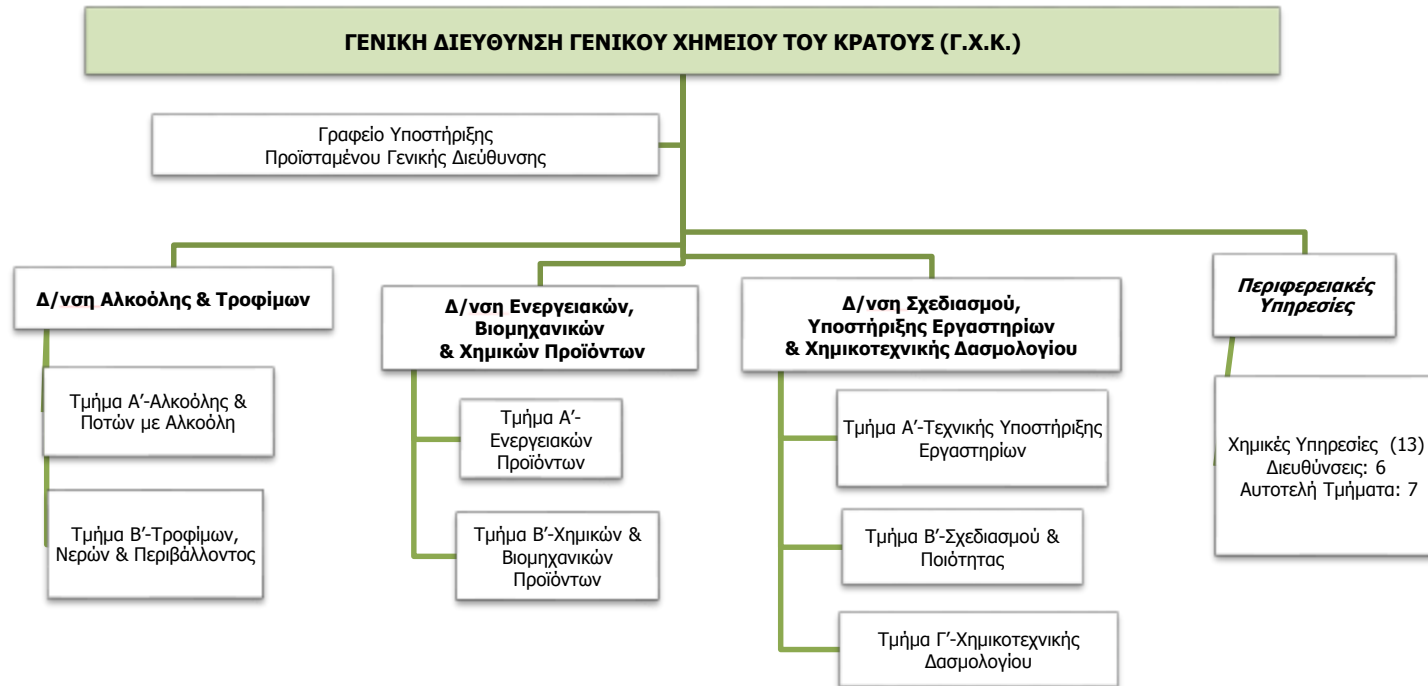 ΓΕΝΙΚΗ ΔΙΕΥΘΥΝΣΗ ΓΕΝΙΚΟΥ ΧΗΜΕΙΟΥ ΤΟΥ ΚΡΑΤΟΥΣ (Γ.Χ.Κ.)
Γραφείο Υποστήριξης
Προϊσταμένου Γενικής Διεύθυνσης
Δ/νση Αλκοόλης & Τροφίμων
Τμήμα Α’-Αλκοόλης &
Ποτών με Αλκοόλη
Τμήμα Β’-Τροφίμων,
Νερών & Περιβάλλοντος
Δ/νση Ενεργειακών,
Βιομηχανικών
& Χημικών Προϊόντων
Τμήμα Α’-
Ενεργειακών
Προϊόντων
Τμήμα Β’-Χημικών &
Βιομηχανικών
Προϊόντων
Δ/νση Σχεδιασμού,
Υποστήριξης Εργαστηρίων
& Χημικοτεχνικής Δασμολογίου
Τμήμα Α’-Τεχνικής Υποστήριξης
Εργαστηρίων
Τμήμα Β’-Σχεδιασμού &
Ποιότητας
Τμήμα Γ’-Χημικοτεχνικής
Δασμολογίου
Περιφερειακές
Υπηρεσίες
Χημικές Υπηρεσίες (13)
Διευθύνσεις: 6
Αυτοτελή Τμήματα: 7